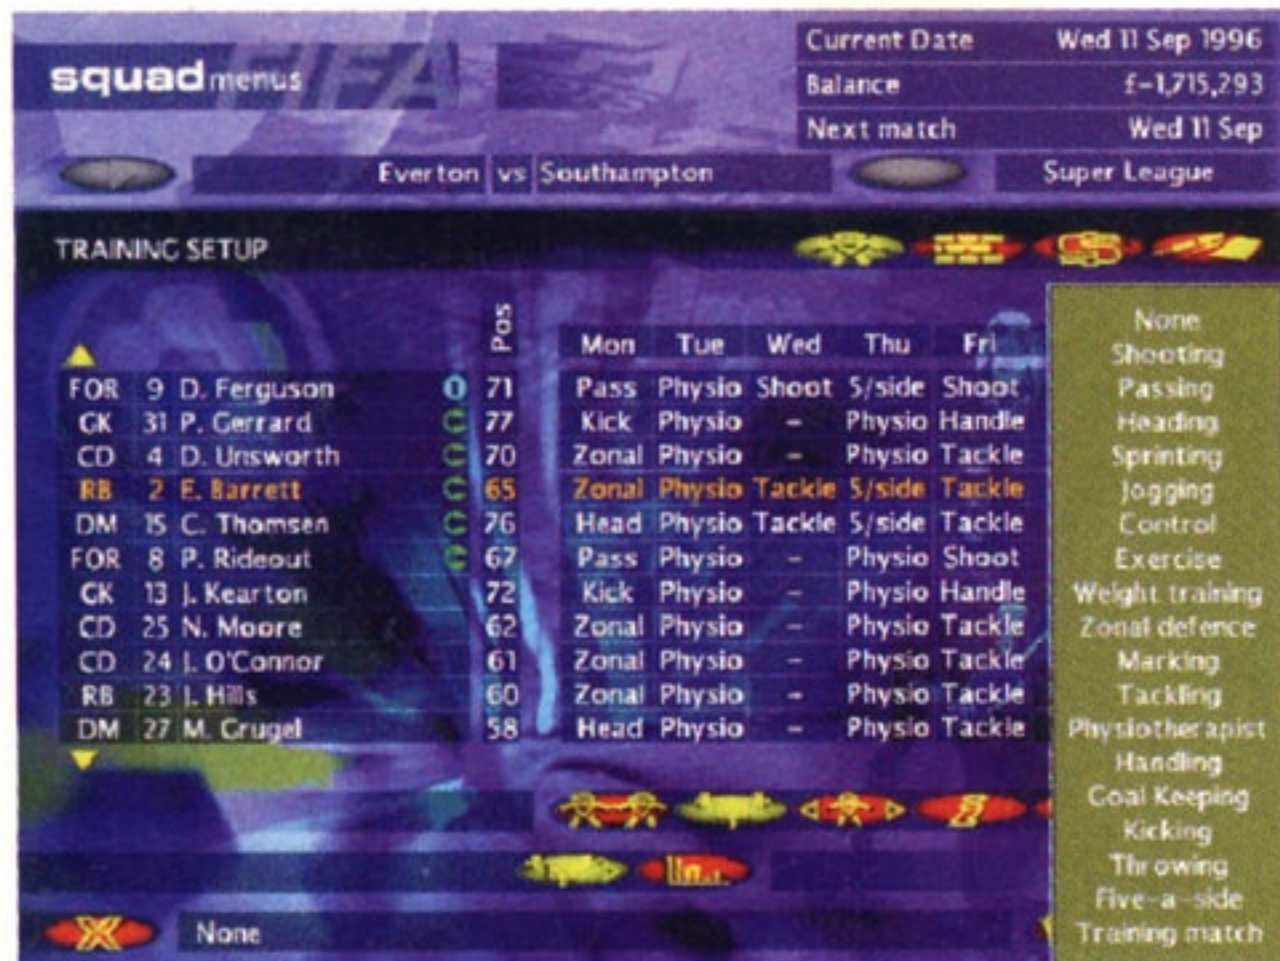 squad menus
FIFA
Current Date Wed 11 Sep 1996
Balance £-1,715,293
Next match Wed 11 Sep
Everton vs Southampton Super League
TRAINING SETUP
Pas Mon Tue Wed Thu Fri
FOR 9 D. Ferguson 71 Pass Physio Shoot 5/side Shoot
GK 31 P. Gerrard C 77 Kick Physio - Physio Handle
CD 4 D. Unsworth C 70 Zonal Physio - Physio Tackle
RB 2 E. Barrett C 65 Zonal Physio Tackle 5/side Tackle
DM 15 C. Thomsen C 76 Head Physio Tackle 5/side Tackle
FOR 8 P. Rideout C 67 Pass Physio - Physio Shoot
GK 13 J. Kearton 72 Kick Physio - Physio Handle
CD 25 N. Moore 62 Zonal Physio - Physio Tackle
CD 24 J. O'Connor 61 Zonal Physio - Physio Tackle
RB 23 J. Hills 60 Zonal Physio - Physio Tackle
DM 27 M. Grugel 58 Head Physio - Physio Tackle
None
None
Shooting
Passing
Heading
Sprinting
Jogging
Control
Exercise
Weight training
Zonal defence
Marking
Tackling
Physiotherapist
Handling
Goal Keeping
Kicking
Throwing
Five-a-side
Training match